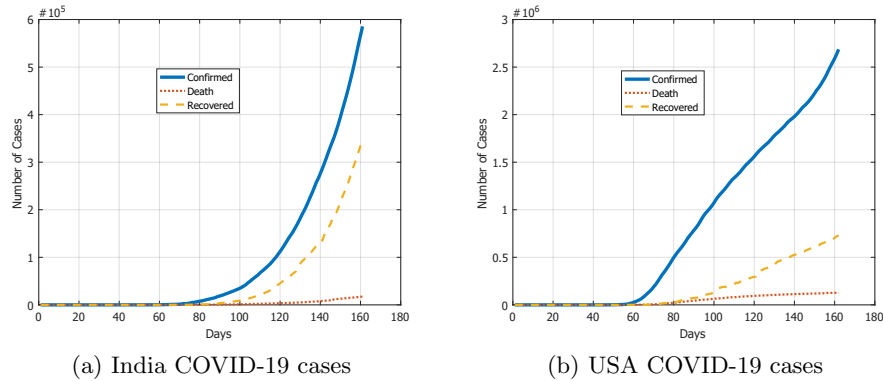 # 10^5
6
5
4
3
2
1
0
Number of Cases
Confirmed
Death
Recovered
0 20 40 60 80 100 120 140 160 180
Days
(a) India COVID-19 cases
# 10^6
3
2.5
2
1.5
1
0.5
0
Number of Cases
Confirmed
Death
Recovered
0 20 40 60 80 100 120 140 160 180
Days
(b) USA COVID-19 cases